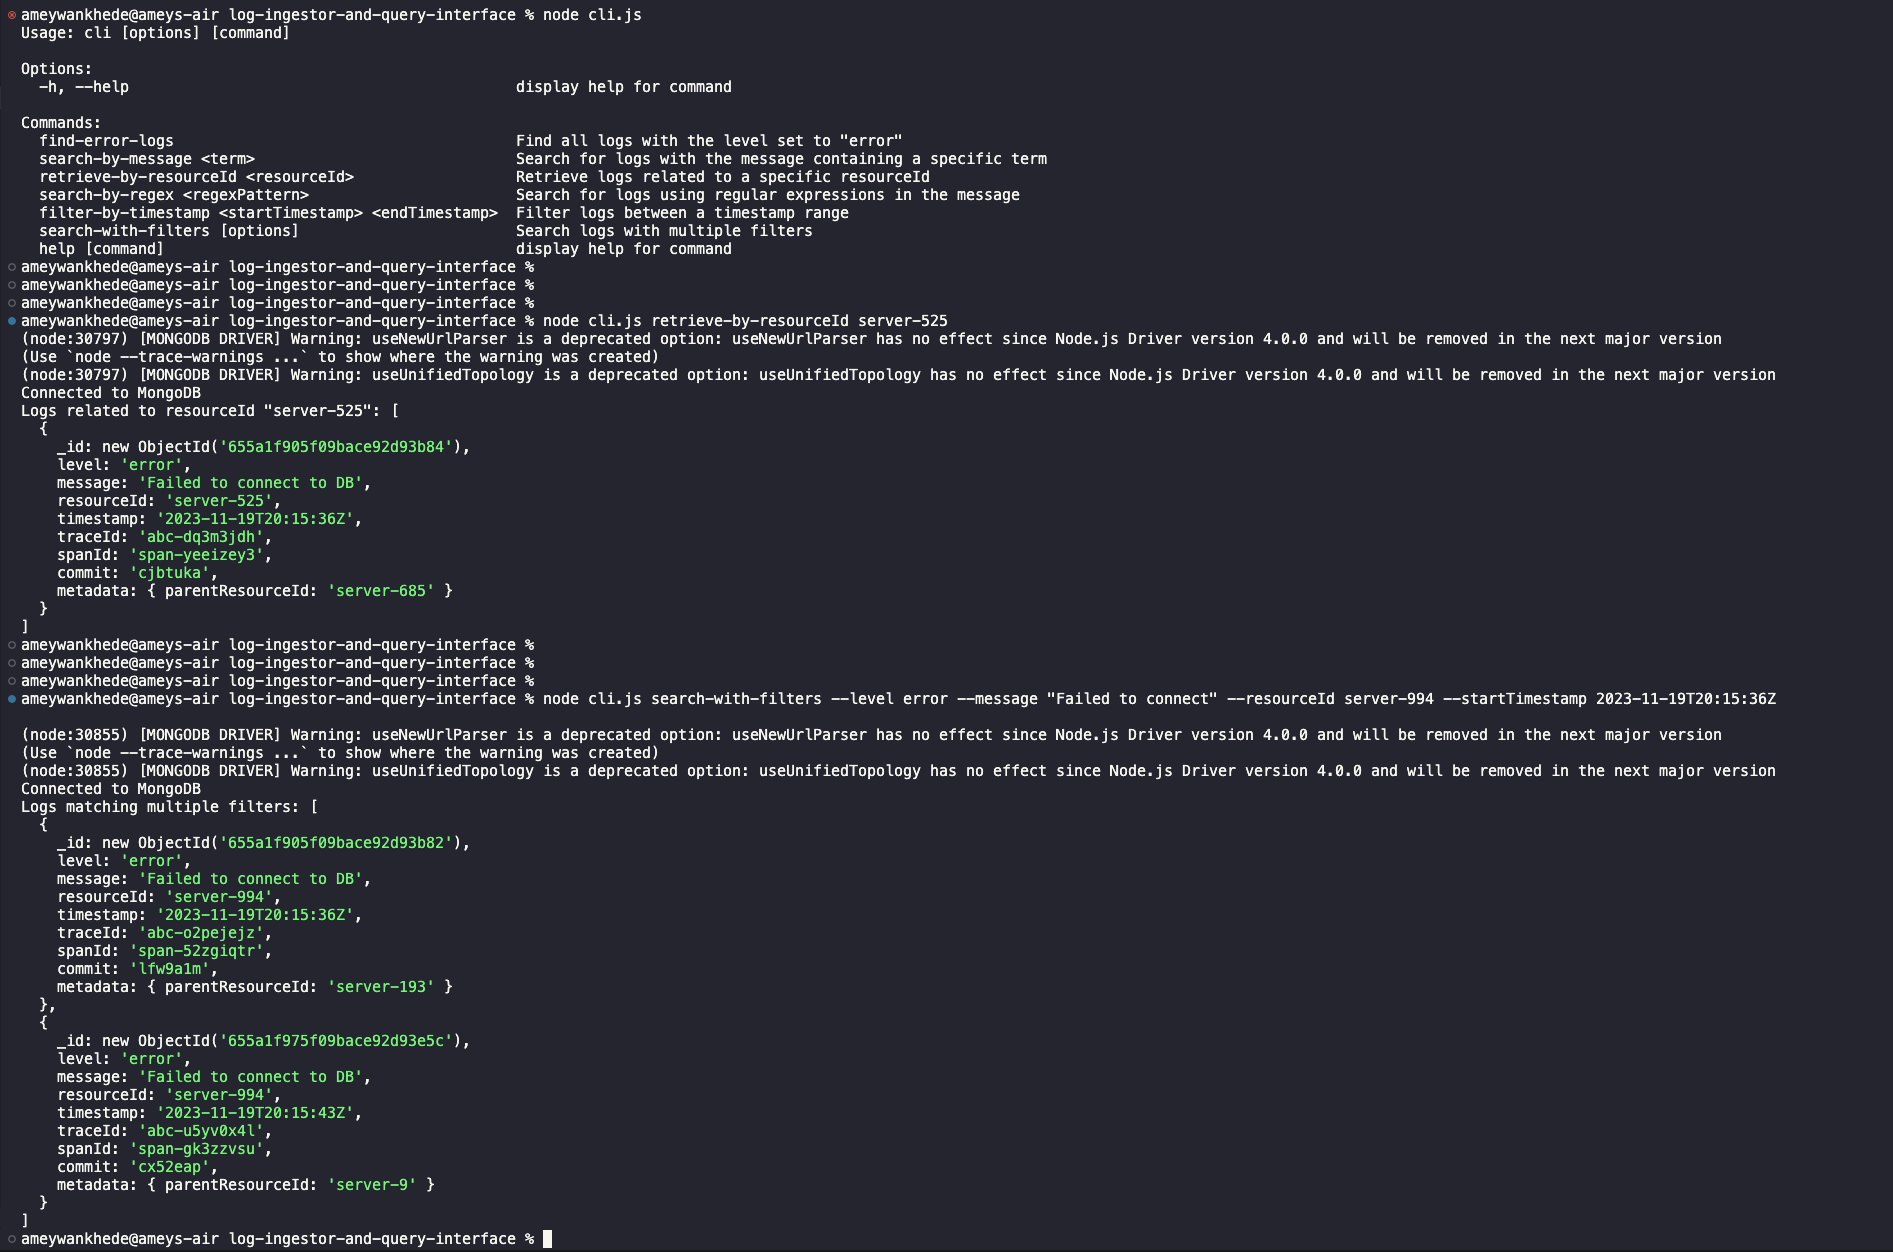 ameywankhede@ameys-air log-ingestor-and-query-interface % node cli.js
Usage: cli [options] [command]
Options:
-h, --help display help for command
Commands:
find-error-logs Find all logs with the level set to "error"
search-by-message <term> Search for logs with the message containing a specific term
retrieve-by-resourceId <resourceId> Retrieve logs related to a specific resourceId
search-by-regex <regexPattern> Search for logs using regular expressions in the message
filter-by-timestamp <startTimestamp> <endTimestamp> Filter logs between a timestamp range
search-with-filters [options] Search logs with multiple filters
help [command] display help for command
ameywankhede@ameys-air log-ingestor-and-query-interface %
ameywankhede@ameys-air log-ingestor-and-query-interface %
ameywankhede@ameys-air log-ingestor-and-query-interface %
ameywankhede@ameys-air log-ingestor-and-query-interface % node cli.js retrieve-by-resourceId server-525
(node:30797) [MONGODB DRIVER] Warning: useNewUrlParser is a deprecated option: useNewUrlParser has no effect since Node.js Driver version 4.0.0 and will be removed in the next major version
(Use `node --trace-warnings ...` to show where the warning was created)
(node:30797) [MONGODB DRIVER] Warning: useUnifiedTopology is a deprecated option: useUnifiedTopology has no effect since Node.js Driver version 4.0.0 and will be removed in the next major version
Connected to MongoDB
Logs related to resourceId "server-525": [
{
_id: new ObjectId('655a1f905f09bace92d93b84'),
level: 'error',
message: 'Failed to connect to DB',
resourceId: 'server-525',
timestamp: '2023-11-19T20:15:36Z',
traceId: 'abc-dq3m3jdh',
spanId: 'span-yeeizey3',
commit: 'cjbtuka',
metadata: { parentResourceId: 'server-685' }
}
]
ameywankhede@ameys-air log-ingestor-and-query-interface %
ameywankhede@ameys-air log-ingestor-and-query-interface %
ameywankhede@ameys-air log-ingestor-and-query-interface %
ameywankhede@ameys-air log-ingestor-and-query-interface % node cli.js search-with-filters --level error --message "Failed to connect" --resourceId server-994 --startTimestamp 2023-11-19T20:15:36Z
(node:30855) [MONGODB DRIVER] Warning: useNewUrlParser is a deprecated option: useNewUrlParser has no effect since Node.js Driver version 4.0.0 and will be removed in the next major version
(Use `node --trace-warnings ...` to show where the warning was created)
(node:30855) [MONGODB DRIVER] Warning: useUnifiedTopology is a deprecated option: useUnifiedTopology has no effect since Node.js Driver version 4.0.0 and will be removed in the next major version
Connected to MongoDB
Logs matching multiple filters: [
{
_id: new ObjectId('655a1f905f09bace92d93b82'),
level: 'error',
message: 'Failed to connect to DB',
resourceId: 'server-994',
timestamp: '2023-11-19T20:15:36Z',
traceId: 'abc-o2pejejz',
spanId: 'span-52zgiqtr',
commit: 'lfw9a1m',
metadata: { parentResourceId: 'server-193' }
},
{
_id: new ObjectId('655a1f975f09bace92d93e5c'),
level: 'error',
message: 'Failed to connect to DB',
resourceId: 'server-994',
timestamp: '2023-11-19T20:15:43Z',
traceId: 'abc-u5yv0x4l',
spanId: 'span-gk3zzvsu',
commit: 'cx52eap',
metadata: { parentResourceId: 'server-9' }
}
]
ameywankhede@ameys-air log-ingestor-and-query-interface %